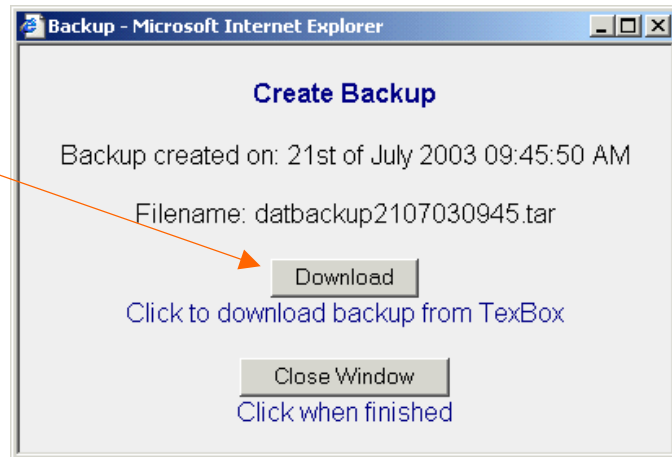 Backup - Microsoft Internet Explorer
Create Backup
Backup created on: 21st of July 2003 09:45:50 AM
Filename: datbackup2107030945.tar
Download
Click to download backup from TexBox
Close Window
Click when finished